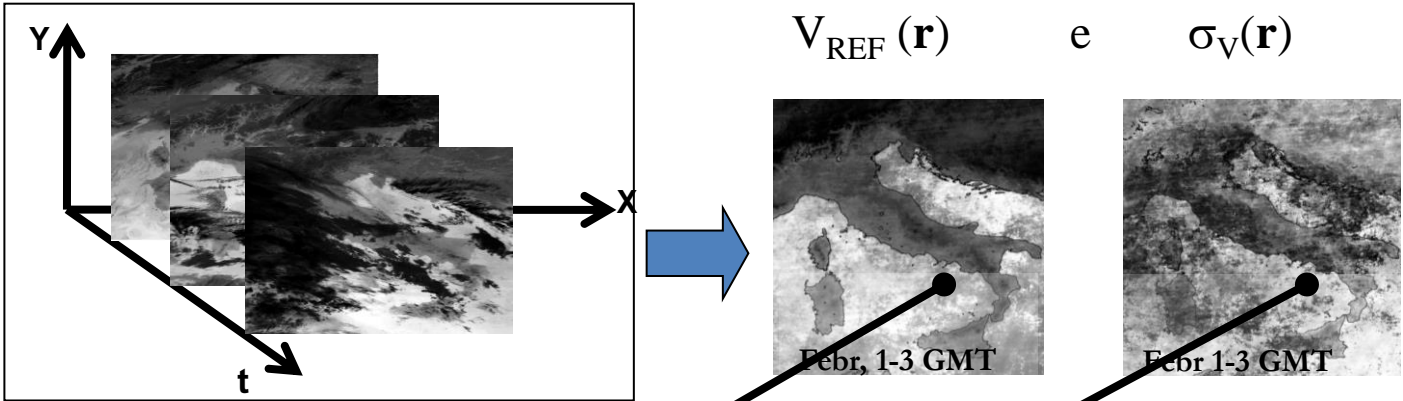 Y
X
t
V_REF (r) e σ_V(r)
Febr, 1-3 GMT
Febr 1-3 GMT